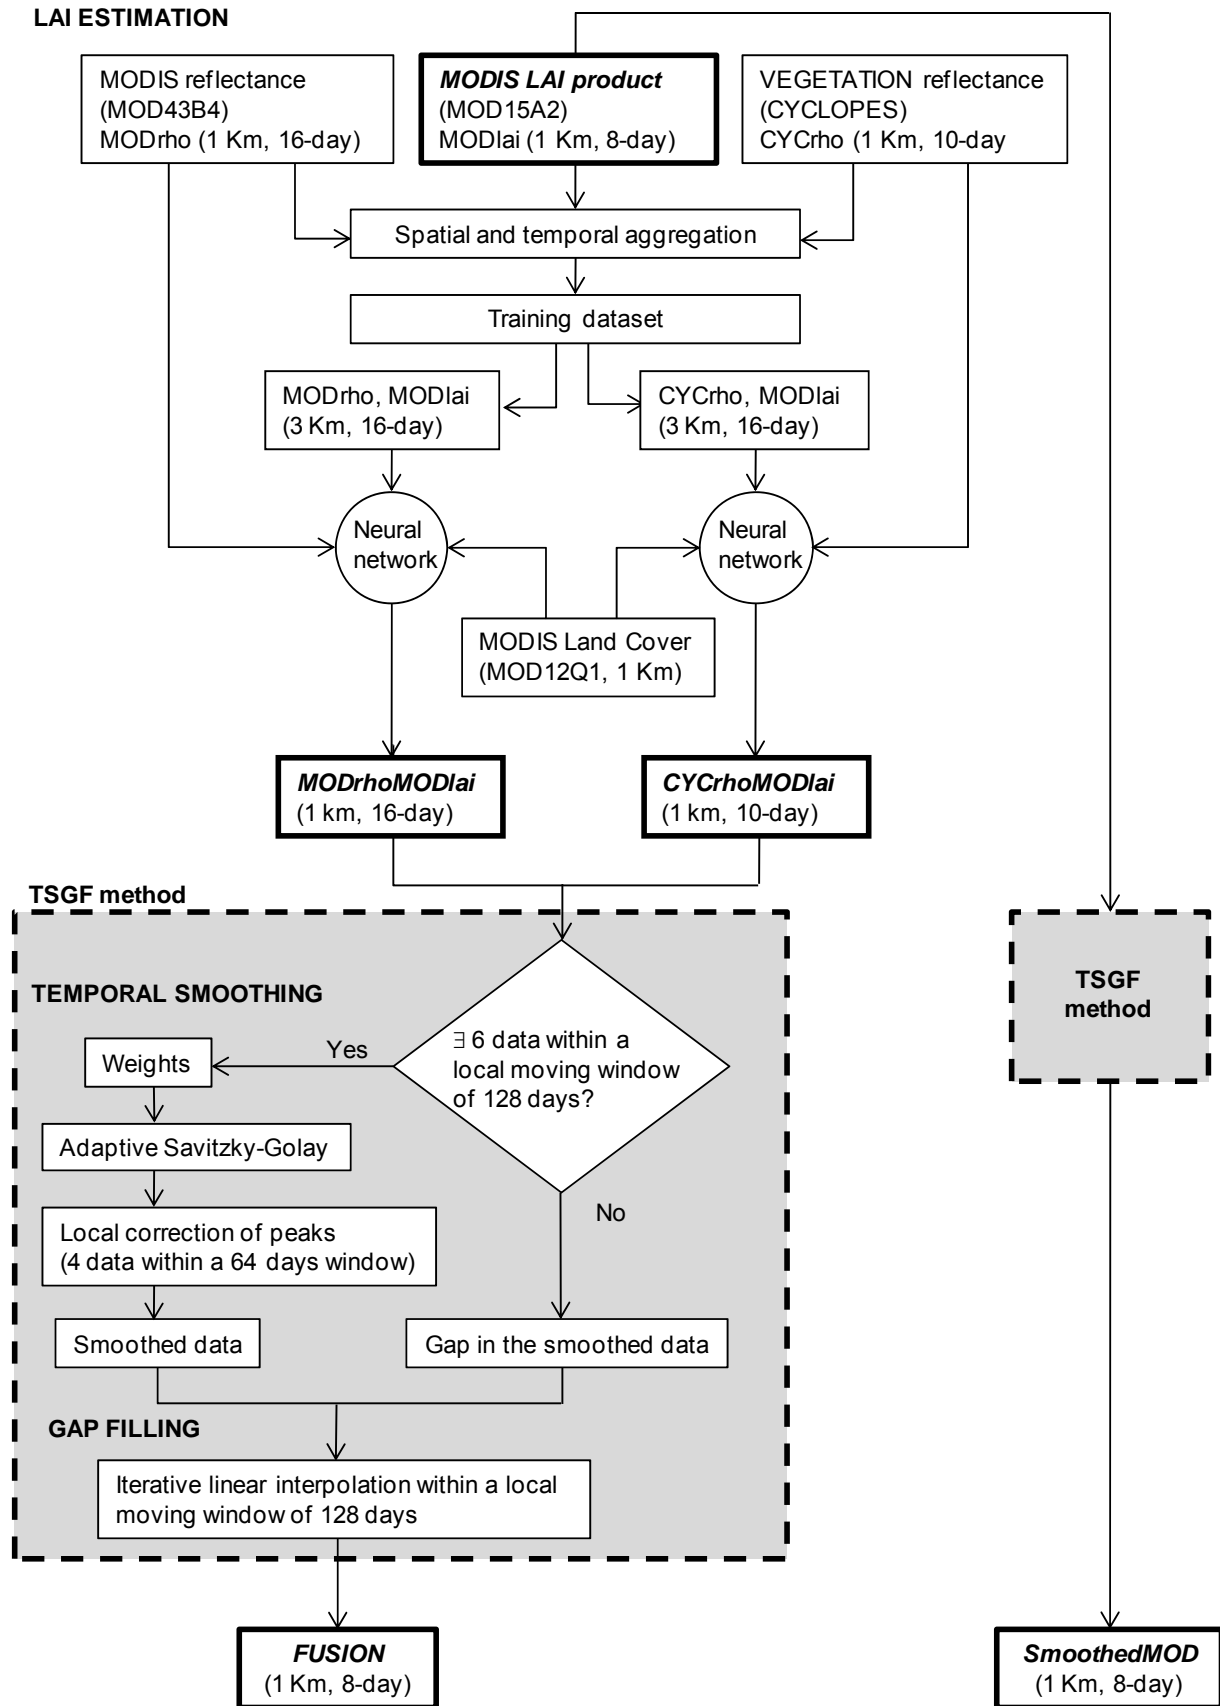 LAI ESTIMATION
MODIS reflectance
(MOD43B4)
MODrho (1 Km, 16-day)
MODIS LAI product
(MOD15A2)
MODlai (1 Km, 8-day)
VEGETATION reflectance
(CYCLOPES)
CYCrho (1 Km, 10-day
Spatial and temporal aggregation
Training dataset
MODrho, MODlai
(3 Km, 16-day)
CYCrho, MODlai
(3 Km, 16-day)
Neural
network
Neural
network
MODIS Land Cover
(MOD12Q1, 1 Km)
MODrhoMODlai
(1 km, 16-day)
CYCrhoMODlai
(1 km, 10-day)
TSGF method
TEMPORAL SMOOTHING
∃ 6 data within a
local moving window
of 128 days?
Yes
Weights
Adaptive Savitzky-Golay
Local correction of peaks
(4 data within a 64 days window)
No
Smoothed data
Gap in the smoothed data
GAP FILLING
Iterative linear interpolation within a local
moving window of 128 days
TSGF
method
FUSION
(1 Km, 8-day)
SmoothedMOD
(1 Km, 8-day)